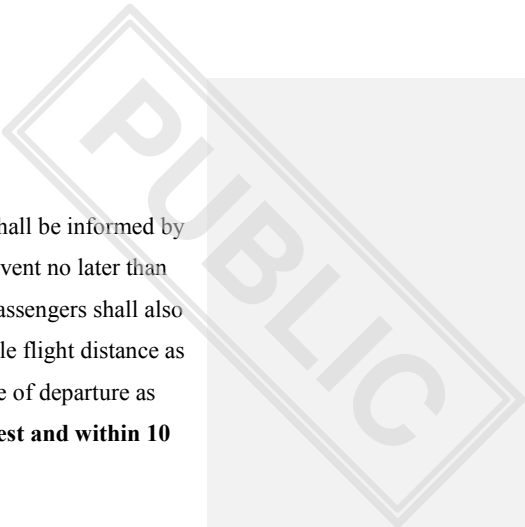 hall be informed by
vent no later than
assengers shall also
le flight distance as
e of departure as
est and within 10
PUBLIC